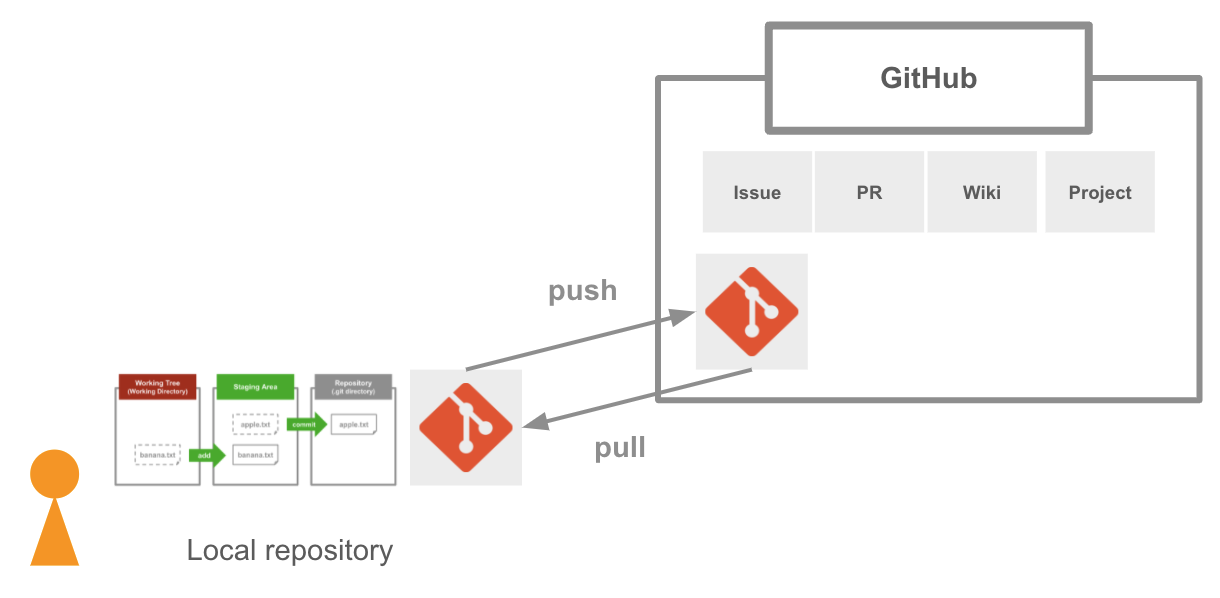 GitHub
Issue
PR
Wiki
Project
push
pull
Working Tree
(Working Directory)
Staging Area
Repository
(.git directory)
apple.txt
commit
apple.txt
banana.txt
add
banana.txt
Local repository